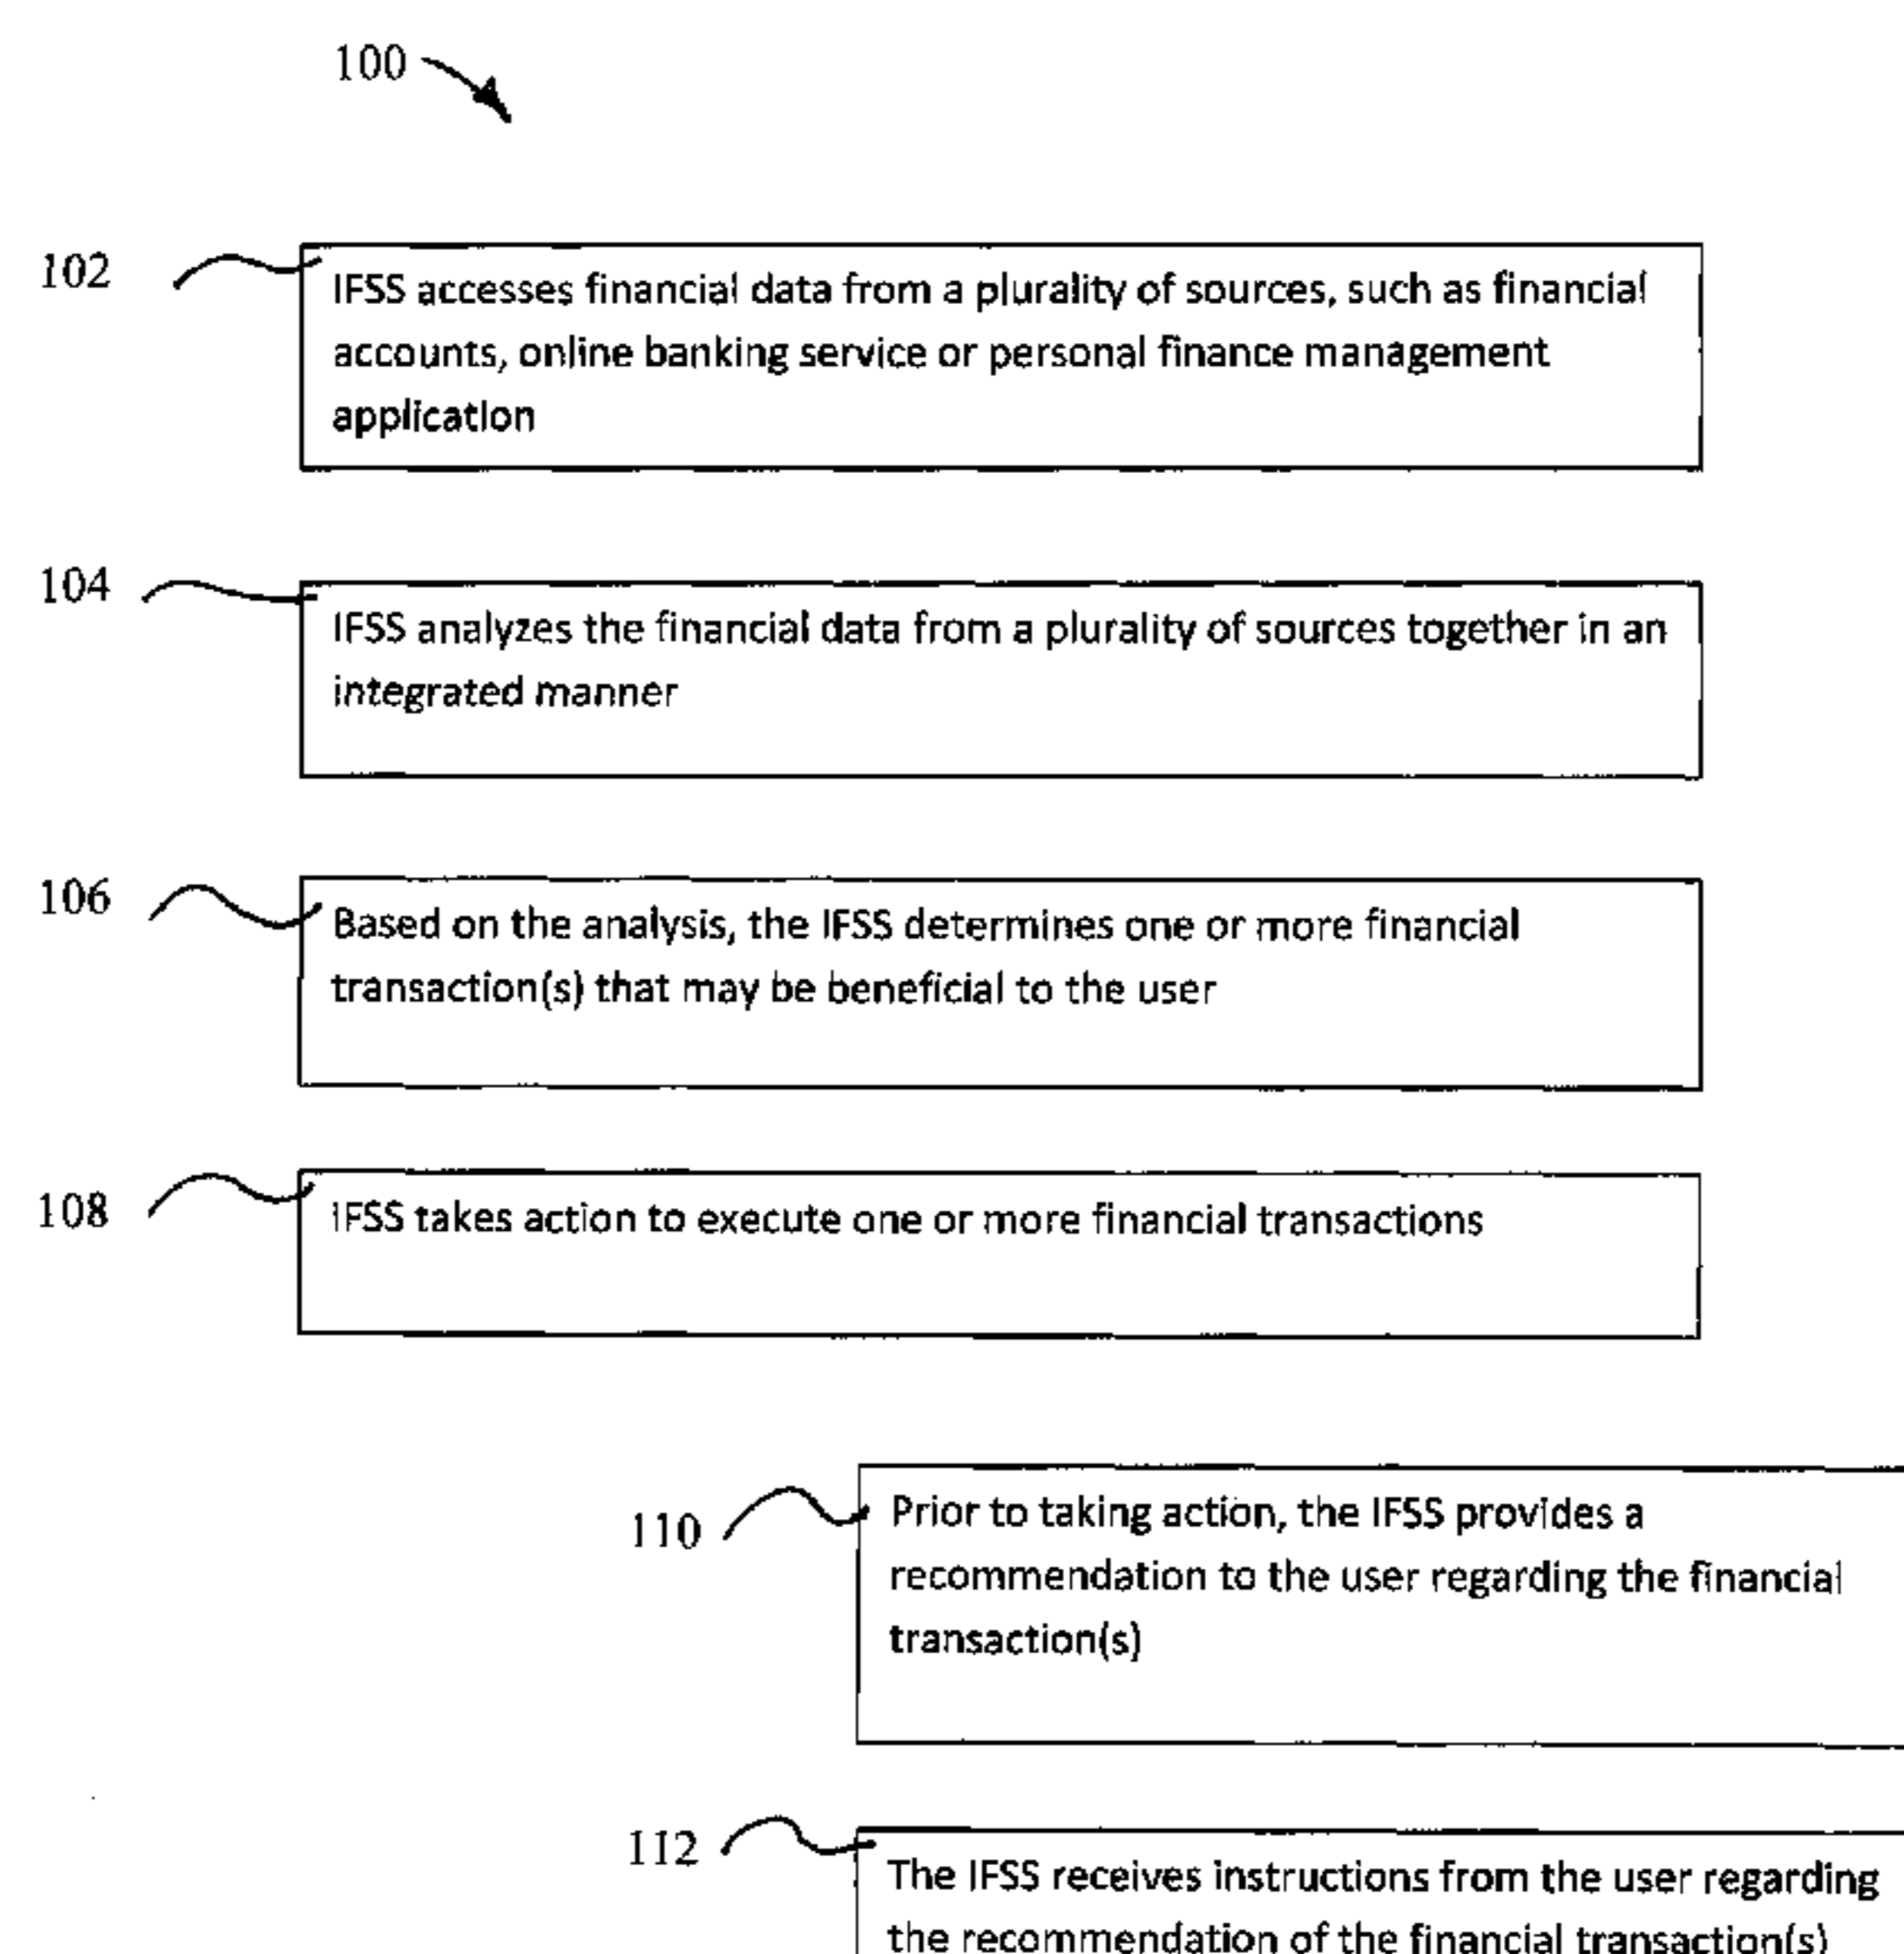 100
102
IFSS accesses financial data from a plurality of sources, such as financial
accounts, online banking service or personal finance management
application
104
IFSS analyzes the financial data from a plurality of sources together in an
integrated manner
106
Based on the analysis, the IFSS determines one or more financial
transaction(s) that may be beneficial to the user
108
IFSS takes action to execute one or more financial transactions
110
Prior to taking action, the IFSS provides a
recommendation to the user regarding the financial
transaction(s)
112
The IFSS receives instructions from the user regarding
the recommendation of the financial transaction(s)